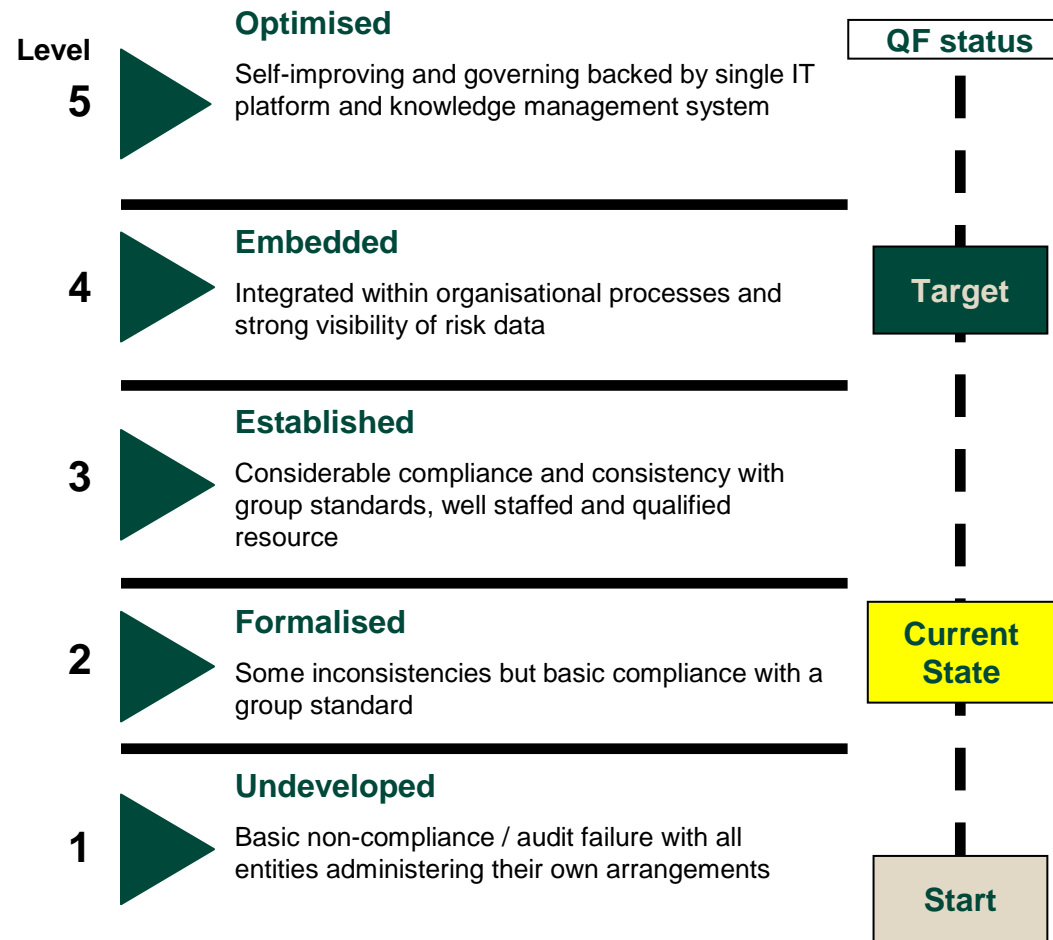 Level
5
Optimised
Self-improving and governing backed by single IT
platform and knowledge management system
QF status
4
Embedded
Integrated within organisational processes and
strong visibility of risk data
Target
3
Established
Considerable compliance and consistency with
group standards, well staffed and qualified
resource
2
Formalised
Some inconsistencies but basic compliance with a
group standard
Current
State
1
Undeveloped
Basic non-compliance / audit failure with all
entities administering their own arrangements
Start